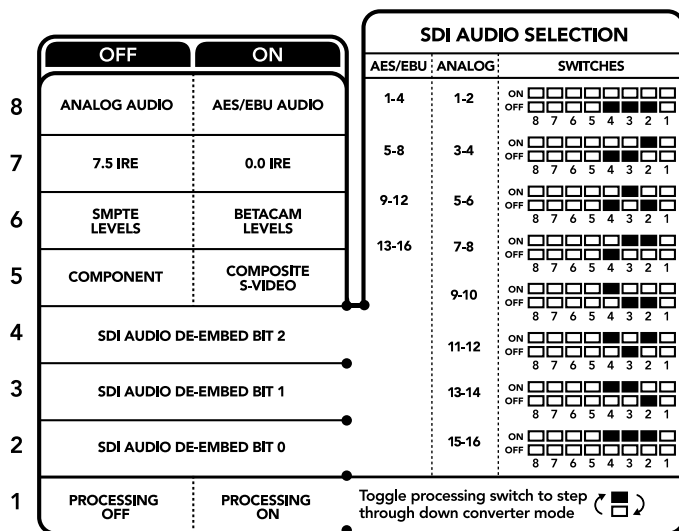 OFF ON
8 ANALOG AUDIO AES/EBU AUDIO
7 7.5 IRE 0.0 IRE
6 SMPTE LEVELS BETACAM LEVELS
5 COMPONENT COMPOSITE S-VIDEO
4 SDI AUDIO DE-EMBED BIT 2
3 SDI AUDIO DE-EMBED BIT 1
2 SDI AUDIO DE-EMBED BIT 0
1 PROCESSING OFF PROCESSING ON
SDI AUDIO SELECTION
AES/EBU ANALOG SWITCHES
1-4 1-2 ON
OFF
8 7 6 5 4 3 2 1
5-8 3-4 ON
OFF
8 7 6 5 4 3 2 1
9-12 5-6 ON
OFF
8 7 6 5 4 3 2 1
13-16 7-8 ON
OFF
8 7 6 5 4 3 2 1
9-10 ON
OFF
8 7 6 5 4 3 2 1
11-12 ON
OFF
8 7 6 5 4 3 2 1
13-14 ON
OFF
8 7 6 5 4 3 2 1
15-16 ON
OFF
8 7 6 5 4 3 2 1
Toggle processing switch to step
through down converter mode